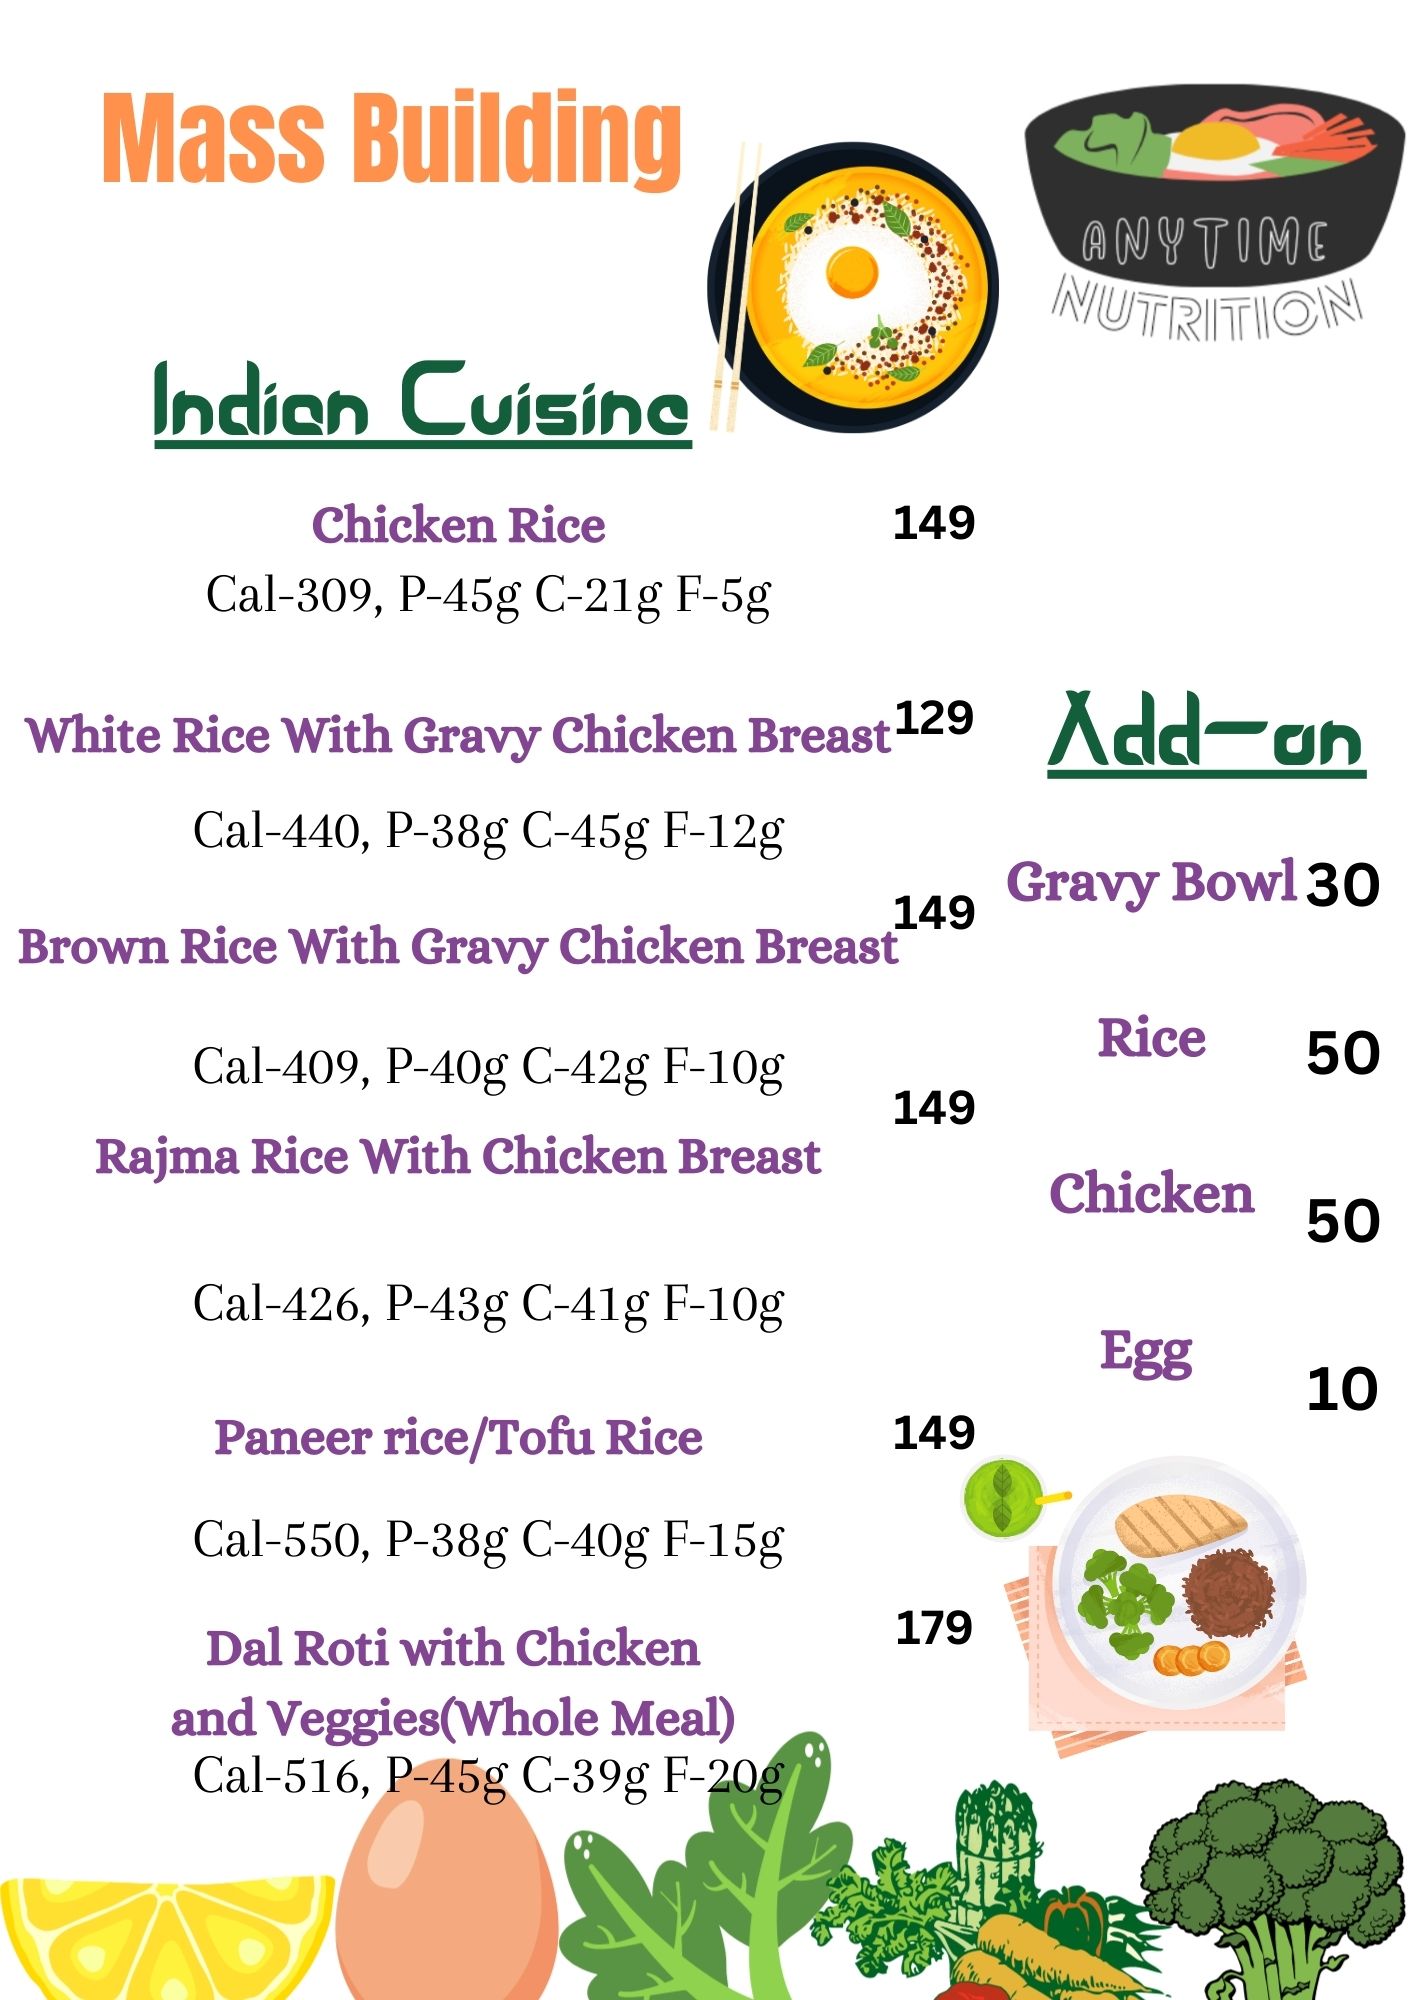 Mass Building
ANYTIME
NUTRITION
Indian Cuisine
Chicken Rice 149
Cal-309, P-45g C-21g F-5g
White Rice With Gravy Chicken Breast 129
Cal-440, P-38g C-45g F-12g
Brown Rice With Gravy Chicken Breast 149
Cal-409, P-40g C-42g F-10g
Rajma Rice With Chicken Breast 149
Cal-426, P-43g C-41g F-10g
Paneer rice/Tofu Rice 149
Cal-550, P-38g C-40g F-15g
Dal Roti with Chicken 179
and Veggies(Whole Meal)
Cal-516, P-45g C-39g F-20g
Add-on
Gravy Bowl 30
Rice 50
Chicken 50
Egg 10